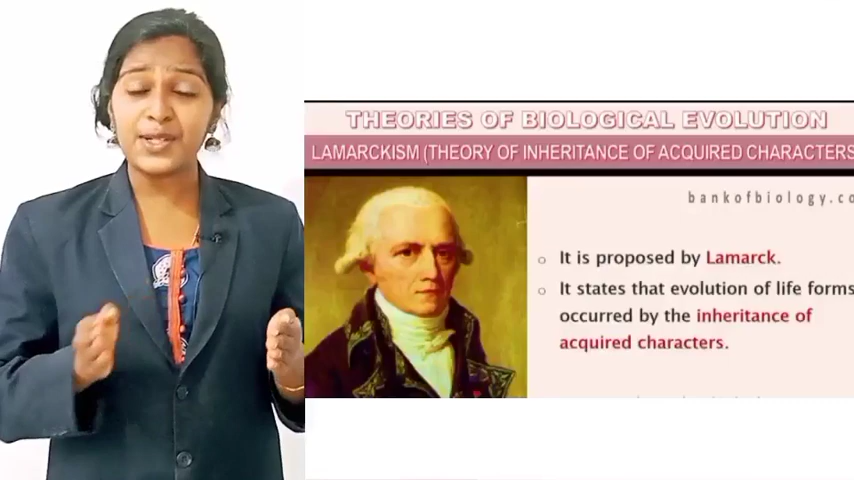 THEORIES OF BIOLOGICAL EVOLUTION
LAMARCKISM (THEORY OF INHERITANCE OF ACQUIRED CHARACTERS
bankofbiology.co
○ It is proposed by Lamarck.
○ It states that evolution of life forms
occurred by the inheritance of
acquired characters.